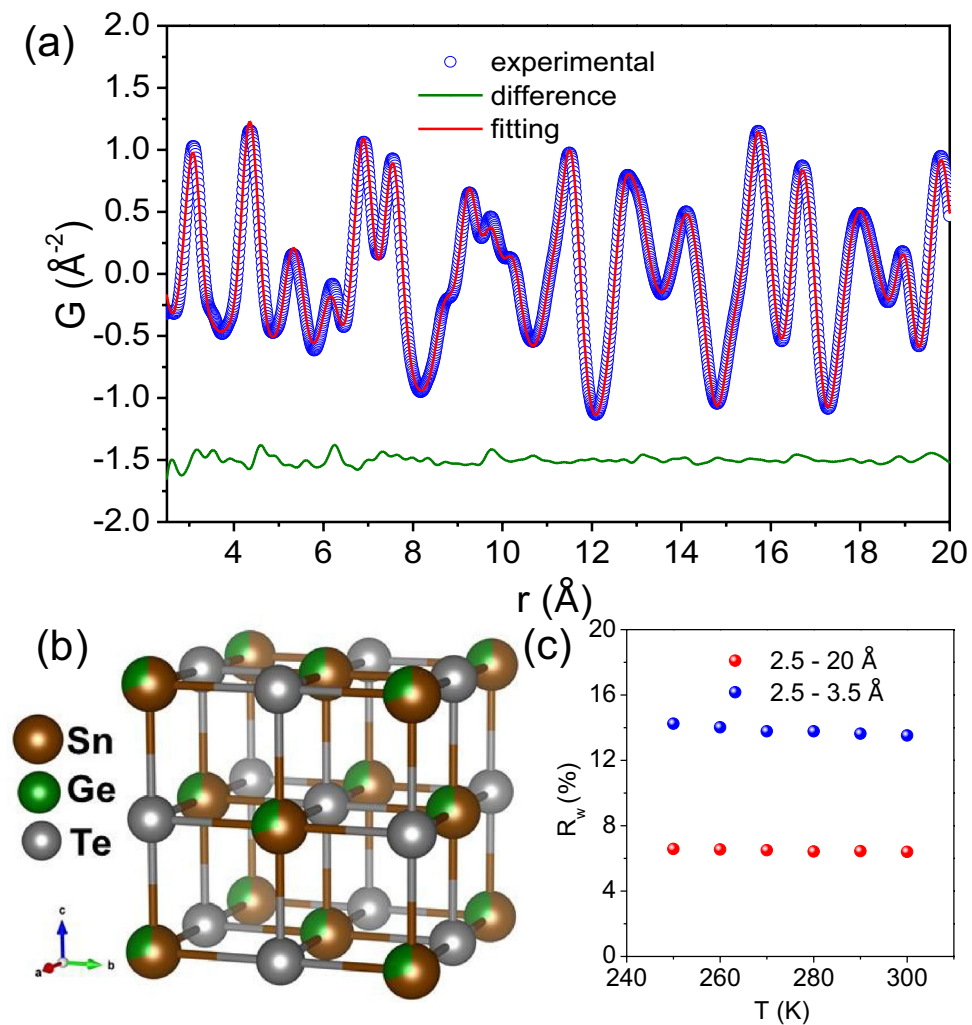 (a)
2.0
1.5
1.0
0.5
0.0
-0.5
-1.0
-1.5
-2.0
G (Å⁻²)
experimental
difference
fitting
4 6 8 10 12 14 16 18 20
r (Å)
(b)
Sn
Ge
Te
c
a
b
(c)
20
16
12
8
4
0
R_w (%)
2.5 - 20 Å
2.5 - 3.5 Å
240 260 280 300
T (K)